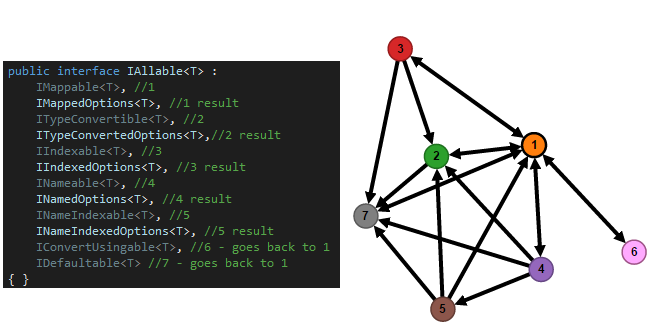 public interface IAllable<T> :
IMappable<T>, //1
IMappedOptions<T>, //1 result
ITypeConvertible<T>, //2
ITypeConvertedOptions<T>,//2 result
IIndexable<T>, //3
IIndexedOptions<T>, //3 result
INameable<T>, //4
INamedOptions<T>, //4 result
INameIndexable<T>, //5
INameIndexedOptions<T>, //5 result
IConvertUsingable<T>, //6 - goes back to 1
IDefaultable<T> //7 - goes back to 1
{ }
3
1
2
7
6
4
5